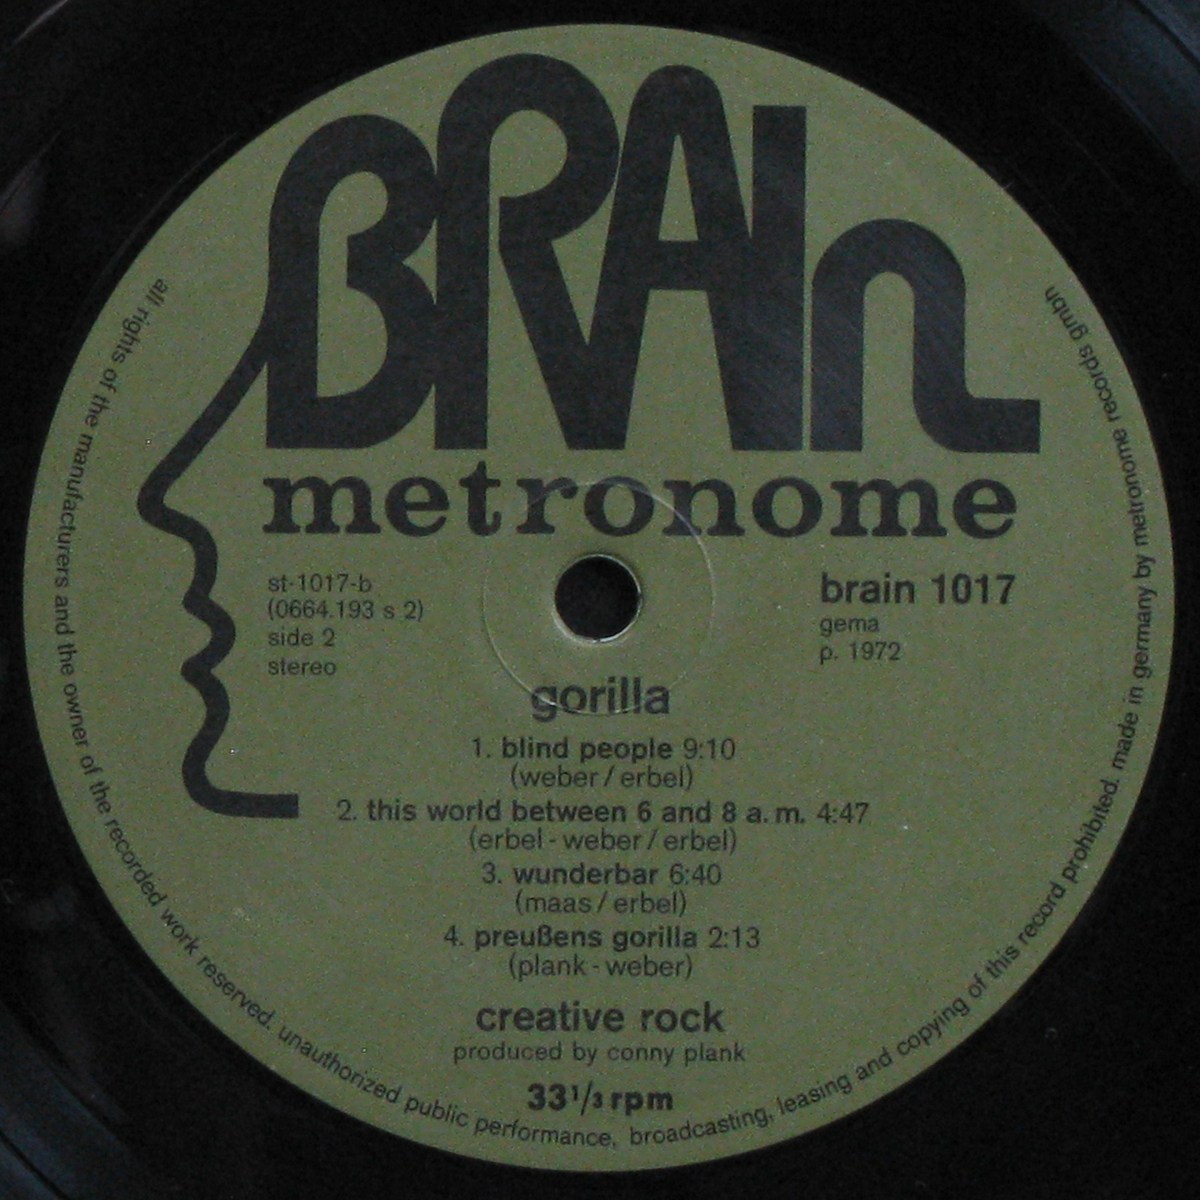 BRAIn
metronome
st-1017-b
(0664.193 s 2)
side 2
stereo
brain 1017
gema
p. 1972
gorilla
1. blind people 9:10
(weber / erbel)
2. this world between 6 and 8 a. m. 4:47
(erbel - weber / erbel)
3. wunderbar 6:40
(maas / erbel)
4. preußens gorilla 2:13
(plank - weber)
creative rock
produced by conny plank
33 1/3 rpm
all rights of the manufacturers and the owner of the recorded work reserved. unauthorized public performance, broadcasting, leasing and copying of this record prohibited. made in germany by metronome records gmbh